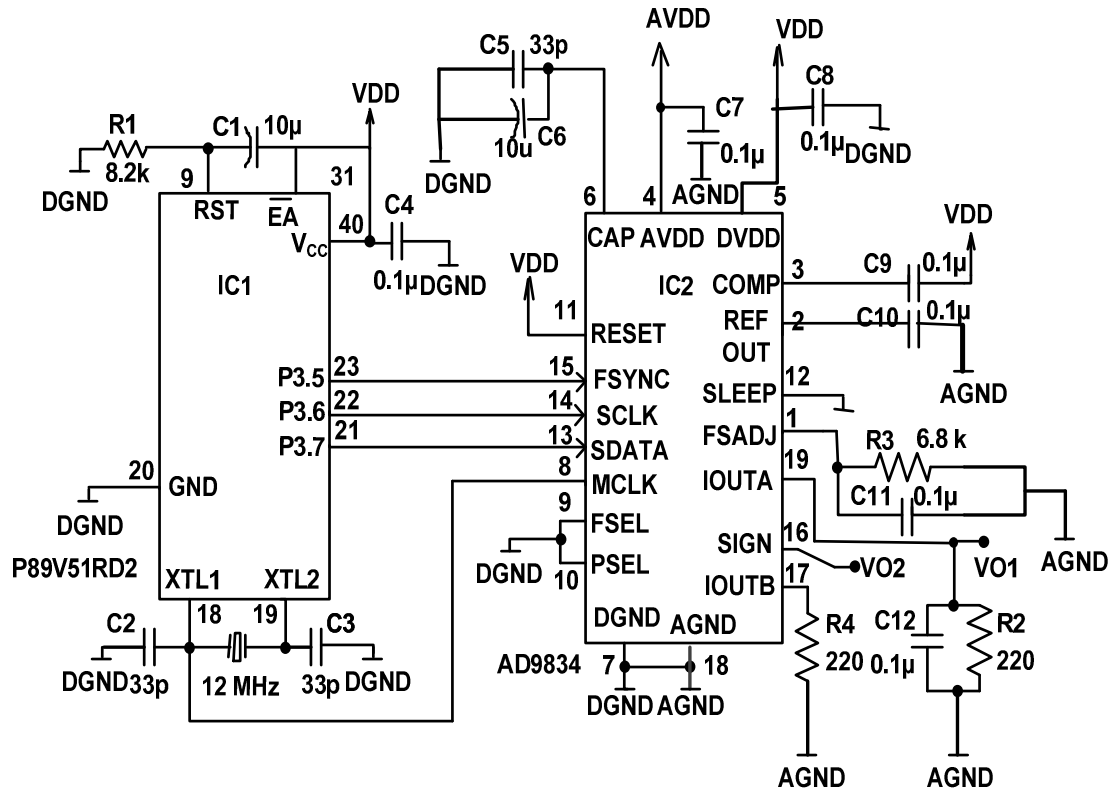 AVDD
VDD
C5 33p
C8
VDD
C7
R1
C1 10µ
C6
10u
0.1µ
0.1µ DGND
8.2k
9
31
DGND
AGND
DGND
6
4
5
RST
EA
40
C4
VCC
CAP AVDD DVDD
VDD
IC1
0.1µ DGND
VDD
IC2
COMP
3
C9
0.1µ
11
RESET
REF
OUT
2
C10
0.1µ
P3.5
23
15
FSYNC
SLEEP
12
AGND
P3.6
22
14
SCLK
1
P3.7
21
13
SDATA
FSADJ
R3
6.8 k
20
GND
8
MCLK
IOUTA
19
C11
0.1µ
DGND
9
FSEL
SIGN
16
AGND
P89V51RD2
DGND
10
PSEL
VO2
VO1
XTL1
XTL2
IOUTB
17
18
19
DGND
AGND
C2
C3
R4
C12
R2
AD9834
7
18
220
0.1µ
220
DGND 33p
12 MHz
33p DGND
DGND AGND
AGND
AGND